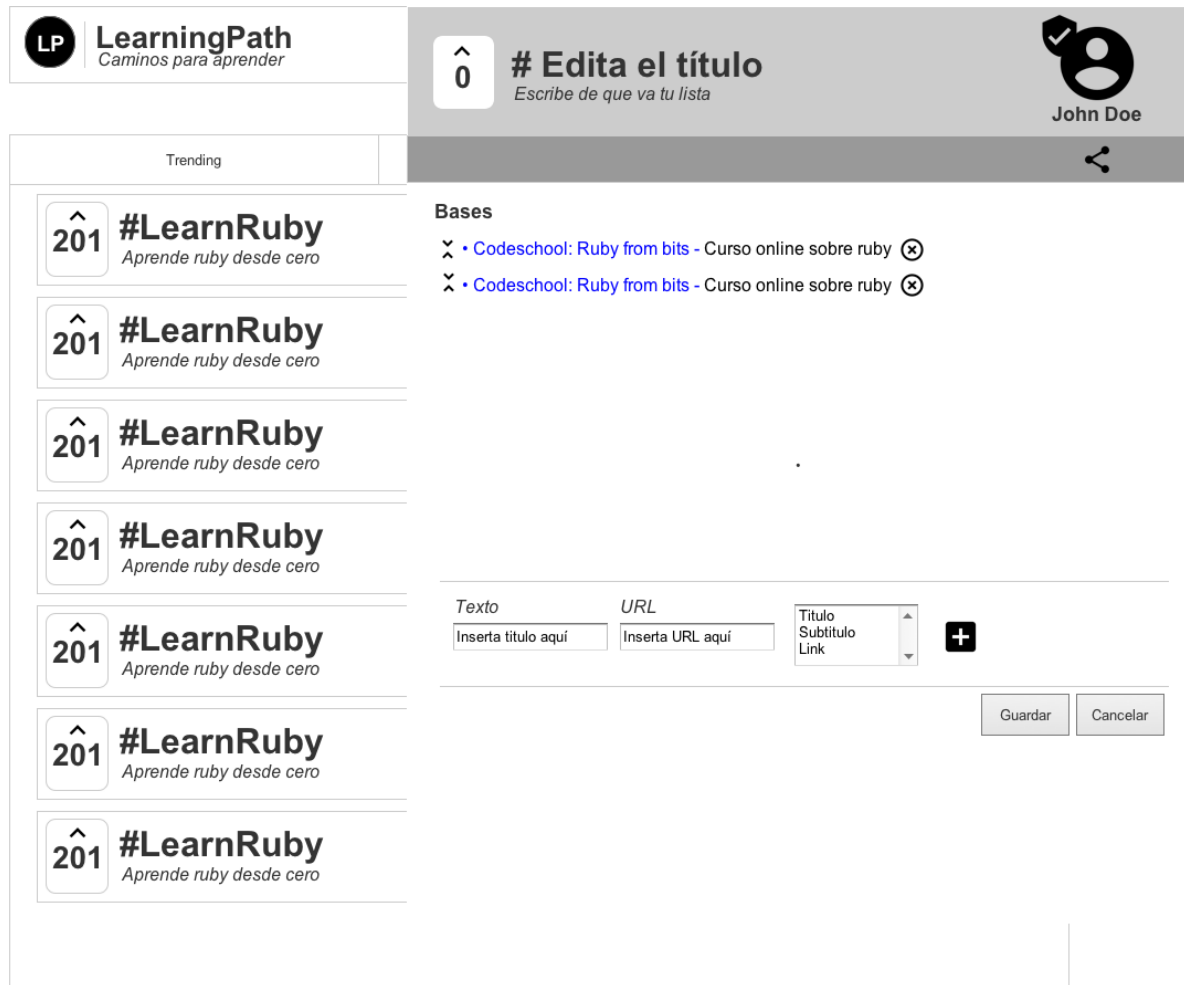 LP
LearningPath
Caminos para aprender
Trending
201
#LearnRuby
Aprende ruby desde cero
201
#LearnRuby
Aprende ruby desde cero
201
#LearnRuby
Aprende ruby desde cero
201
#LearnRuby
Aprende ruby desde cero
201
#LearnRuby
Aprende ruby desde cero
201
#LearnRuby
Aprende ruby desde cero
201
#LearnRuby
Aprende ruby desde cero
0
# Edita el título
Escribe de que va tu lista
John Doe
Bases
• Codeschool: Ruby from bits - Curso online sobre ruby
• Codeschool: Ruby from bits - Curso online sobre ruby
.
Texto
Inserta titulo aquí
URL
Inserta URL aquí
Titulo
Subtitulo
Link
Guardar
Cancelar